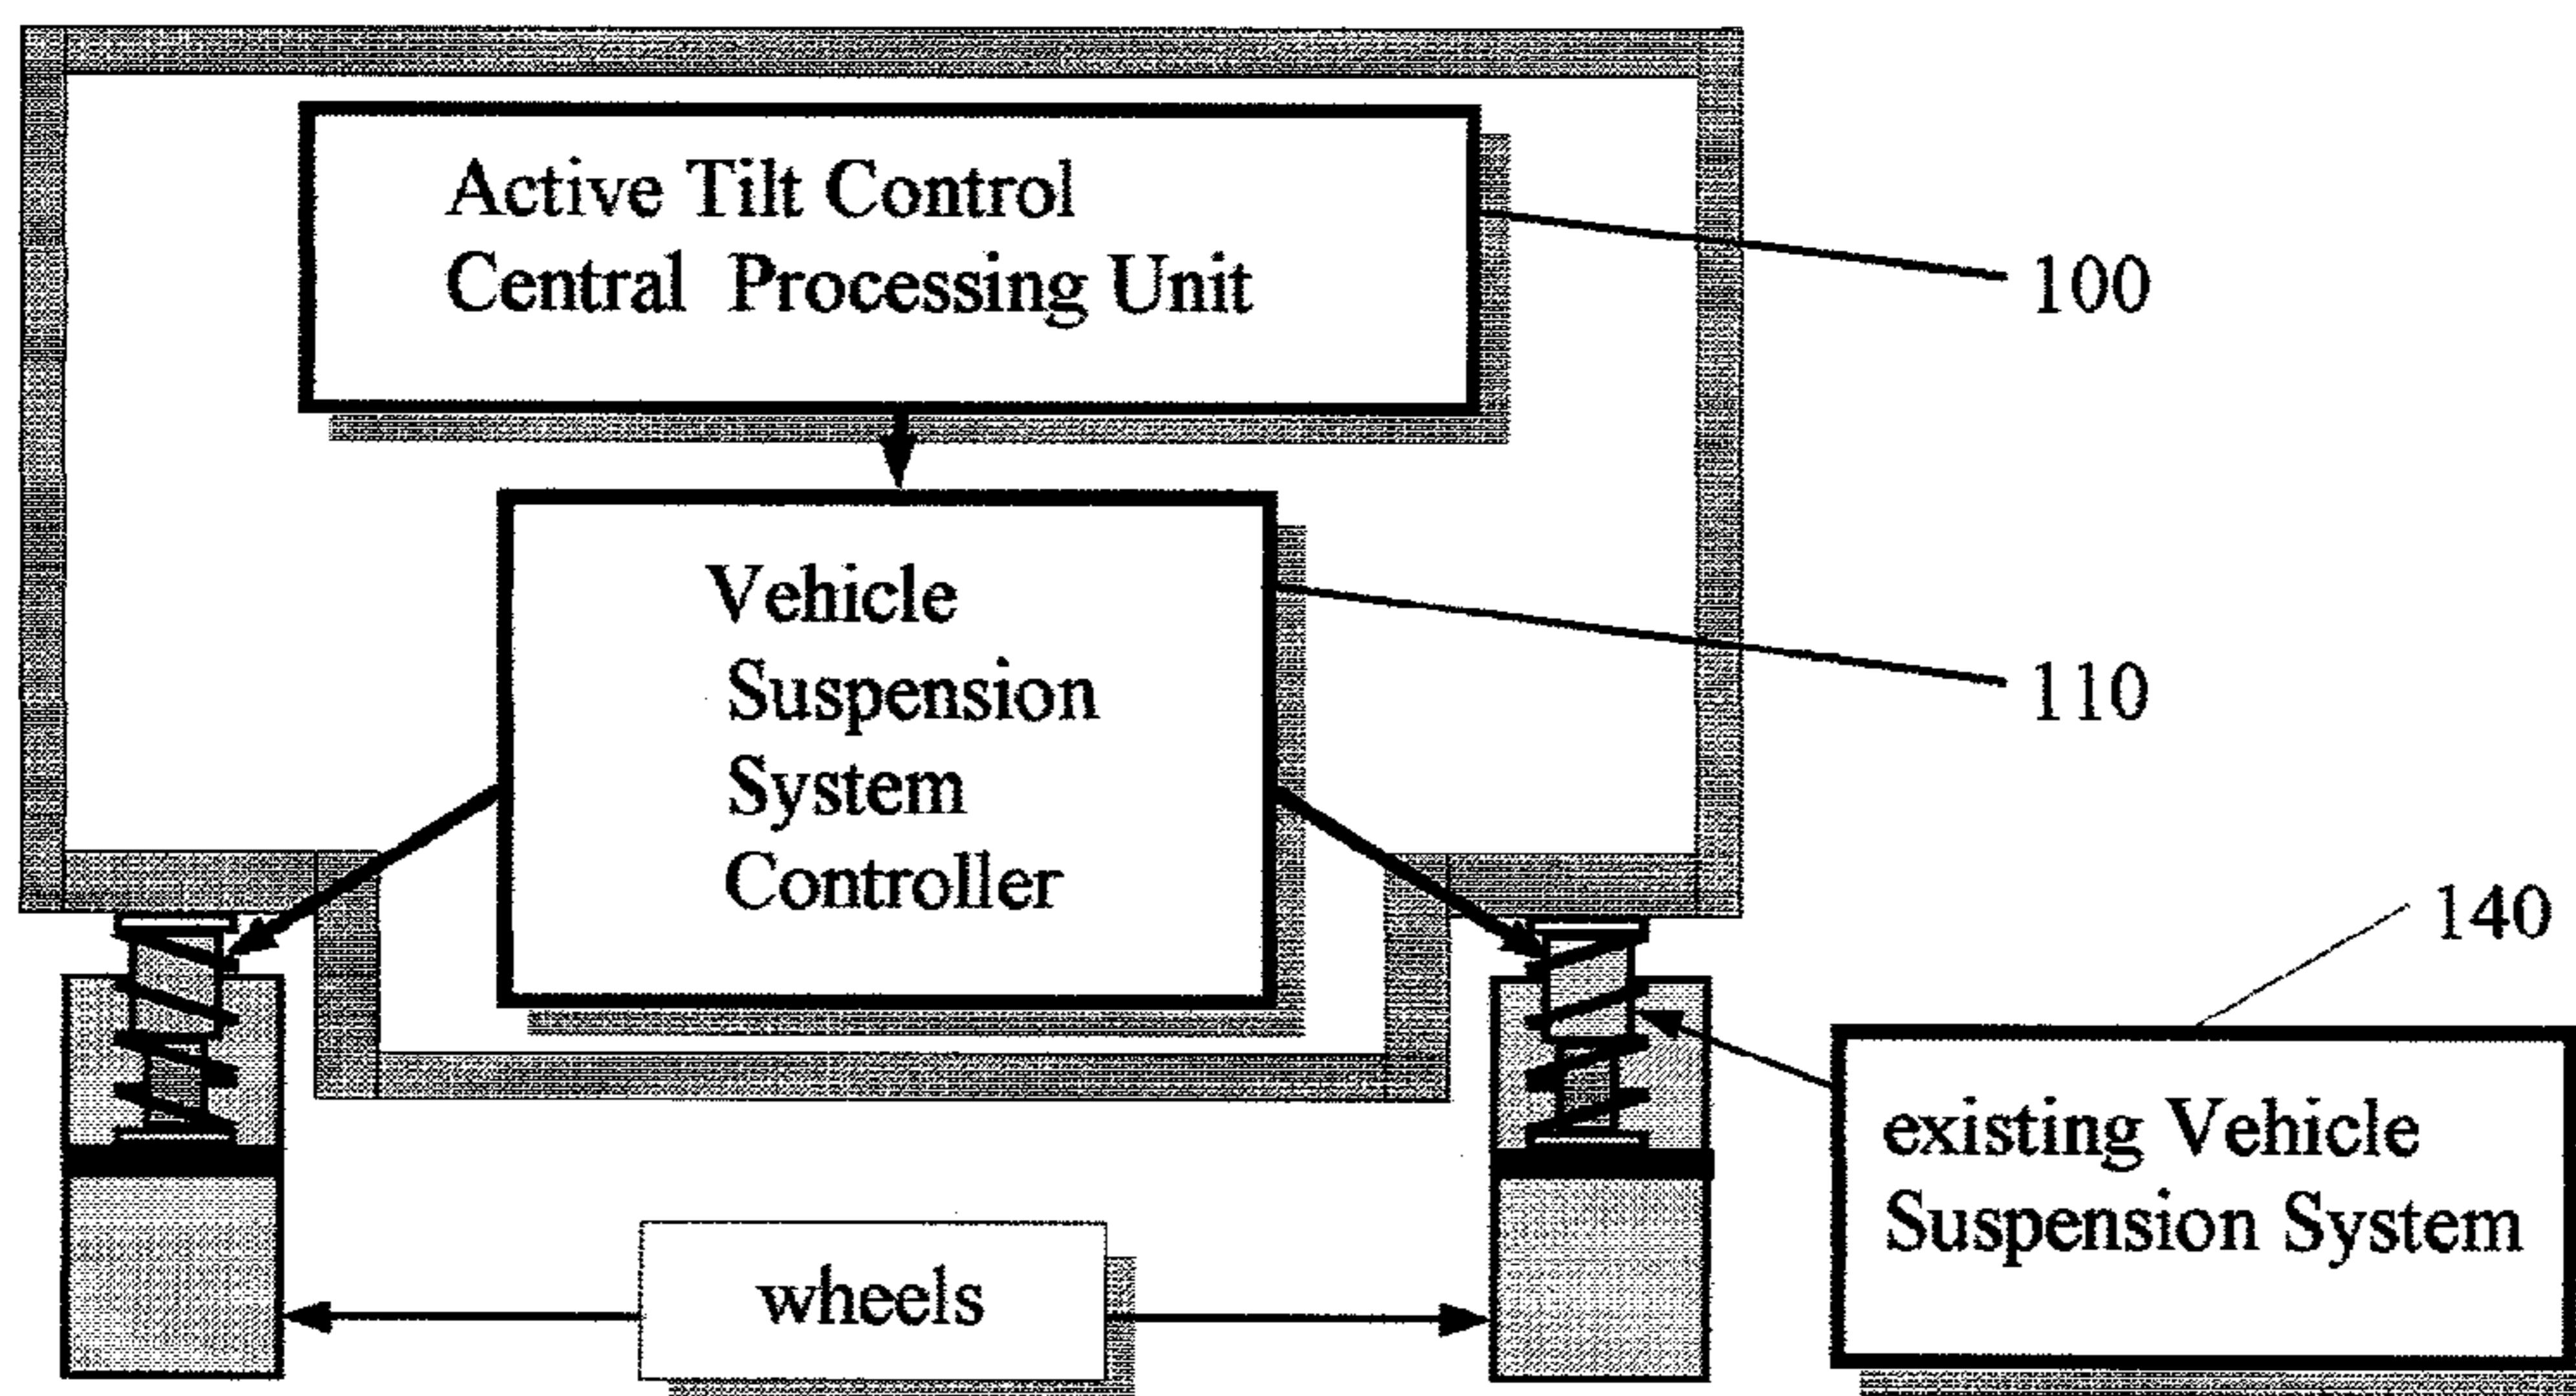 Active Tilt Control
Central Processing Unit
100
Vehicle
Suspension
System
Controller
110
140
existing Vehicle
Suspension System
wheels